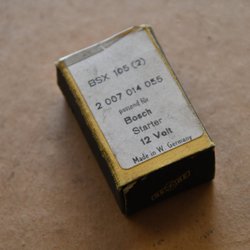 BSX 105 (2)
2 007 014 055
passend für
Bosch
Starter
12 Volt
Made in W. Germany